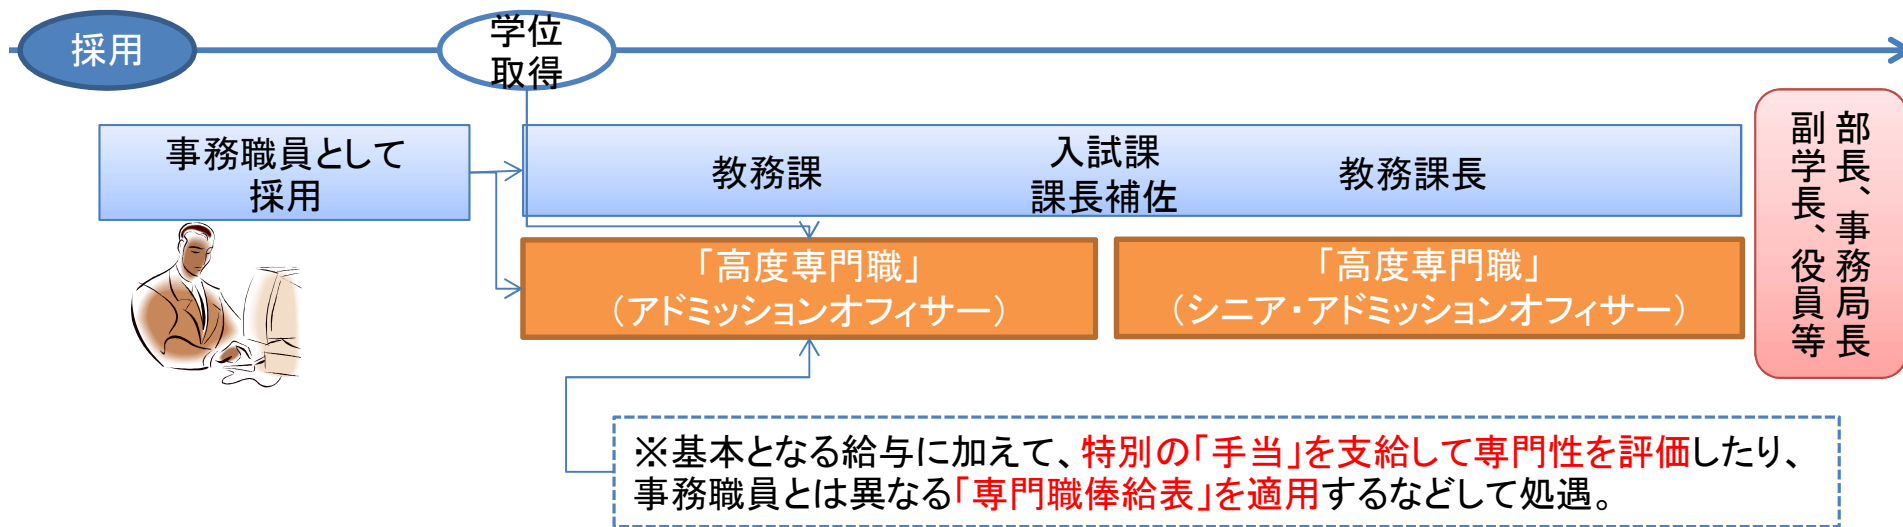 採用
学位
取得
事務職員として
採用
教務課
入試課
課長補佐
教務課長
「高度専門職」
（アドミッションオフィサー）
「高度専門職」
（シニア・アドミッションオフィサー）
部長、事務局長
副学長、役員等
※基本となる給与に加えて、特別の「手当」を支給して専門性を評価したり、
事務職員とは異なる「専門職俸給表」を適用するなどして処遇。